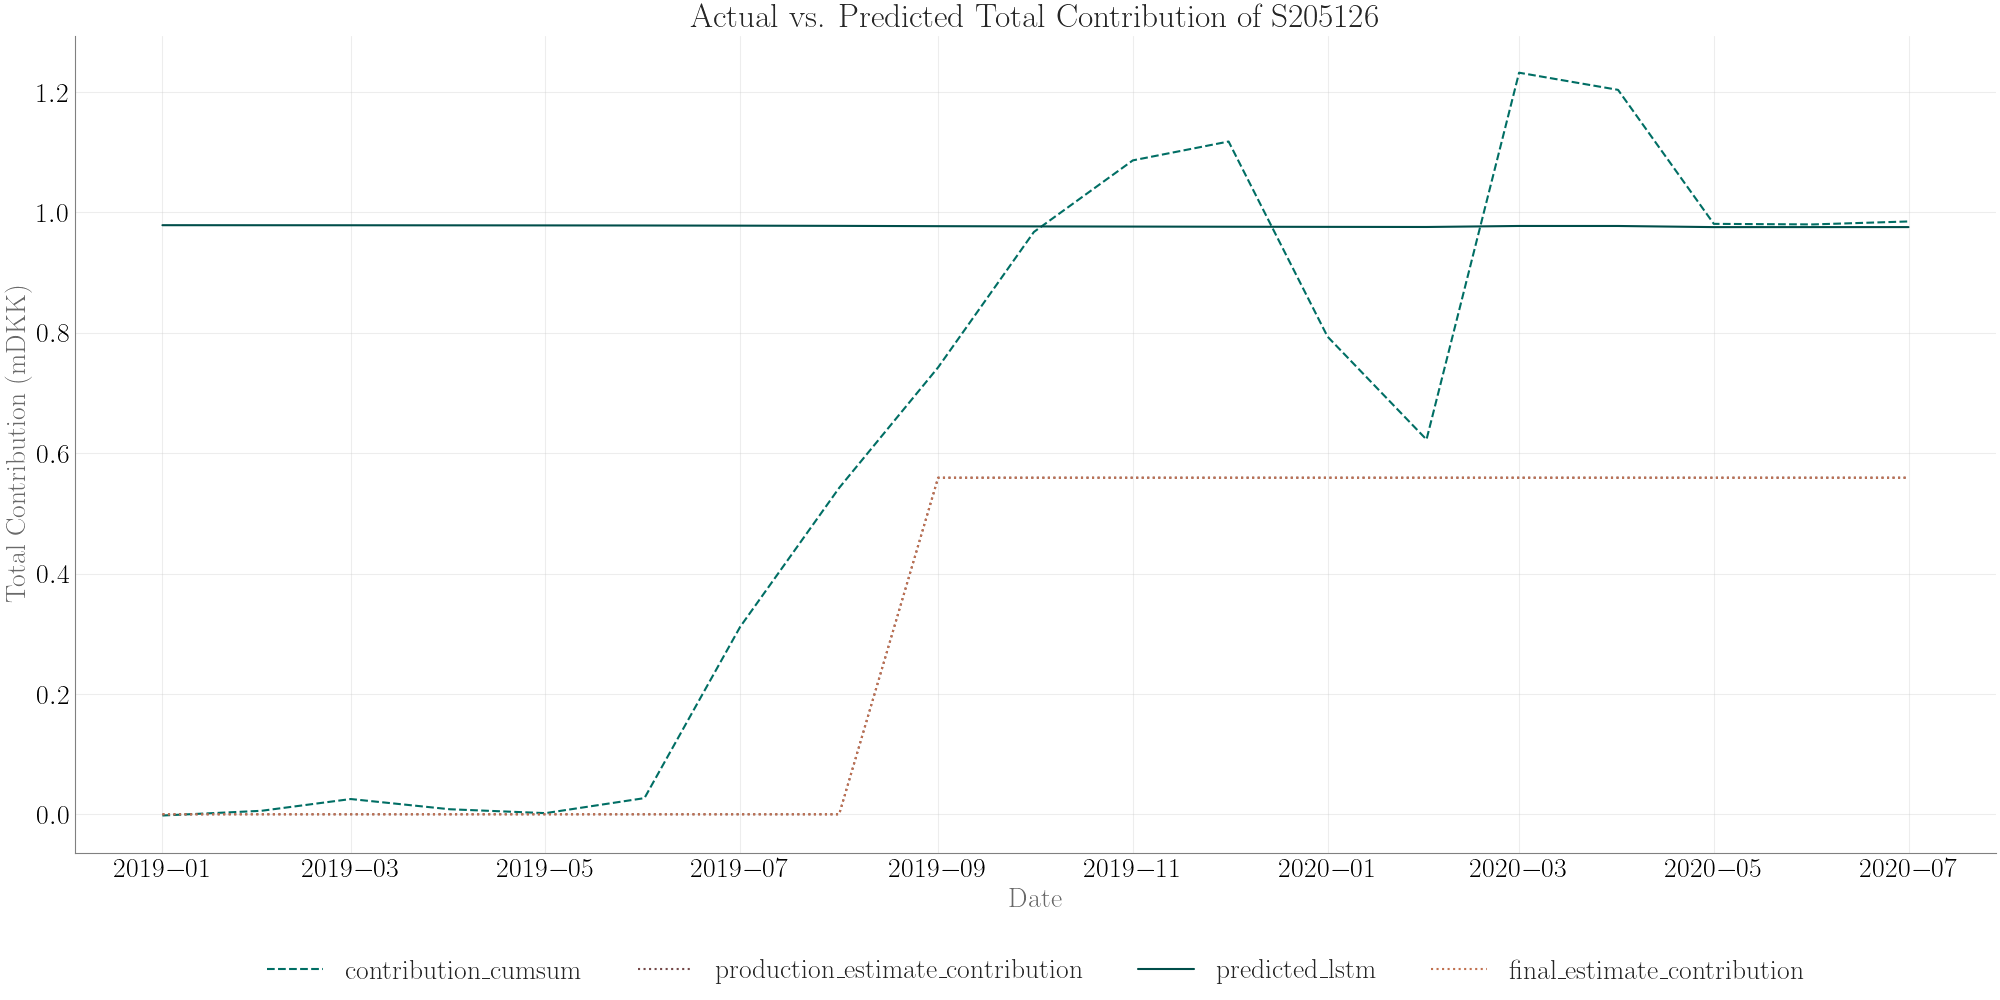 Actual vs. Predicted Total Contribution of S205126
Total Contribution (mDKK)
1.2
1.0
0.8
0.6
0.4
0.2
0.0
2019−01 2019−03 2019−05 2019−07 2019−09 2019−11 2020−01 2020−03 2020−05 2020−07
Date
contribution_cumsum production_estimate_contribution predicted_lstm final_estimate_contribution